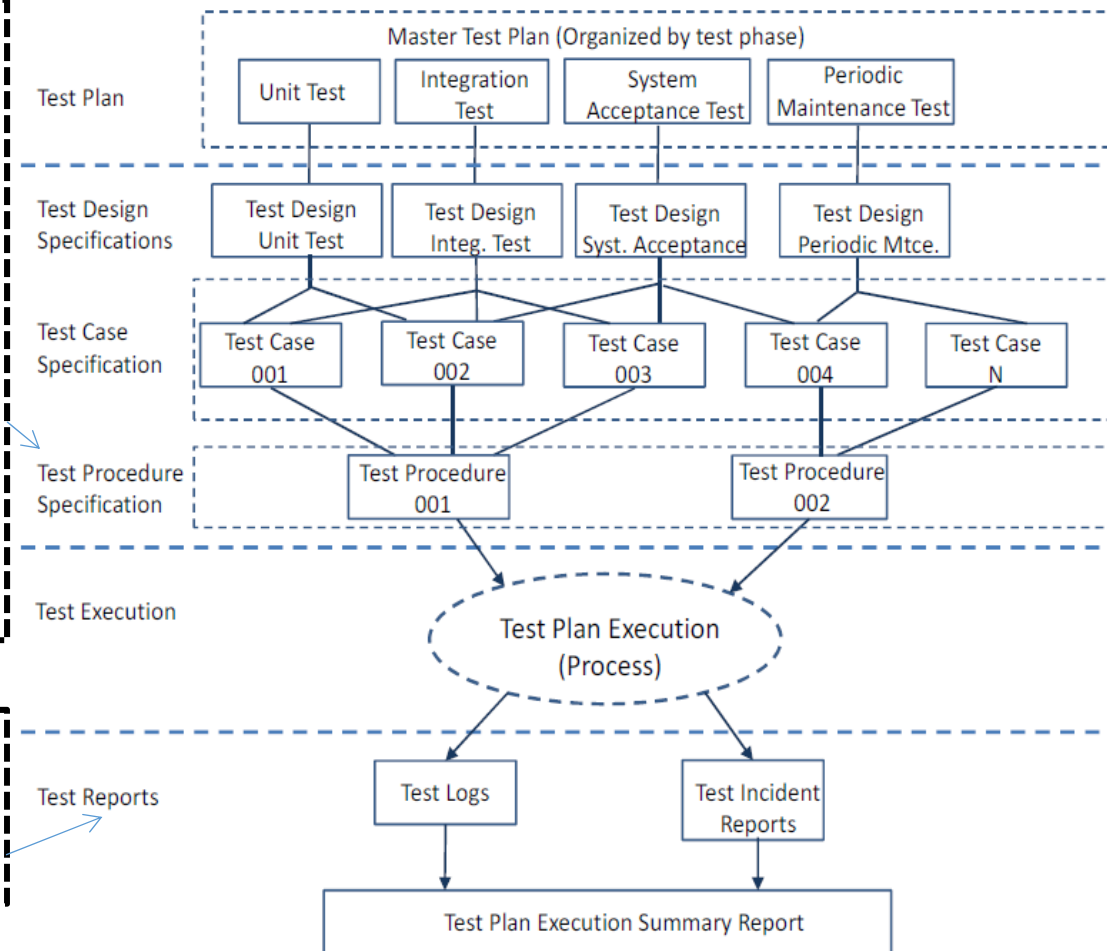 Master Test Plan (Organized by test phase)
Test Plan
Unit Test
Integration
Test
System
Acceptance Test
Periodic
Maintenance Test
Test Design
Specifications
Test Design
Unit Test
Test Design
Integ. Test
Test Design
Syst. Acceptance
Test Design
Periodic Mtce.
Test Case
Specification
Test Case
001
Test Case
002
Test Case
003
Test Case
004
Test Case
N
Test Procedure
Specification
Test Procedure
001
Test Procedure
002
Test Execution
Test Plan Execution
(Process)
Test Reports
Test Logs
Test Incident
Reports
Test Plan Execution Summary Report